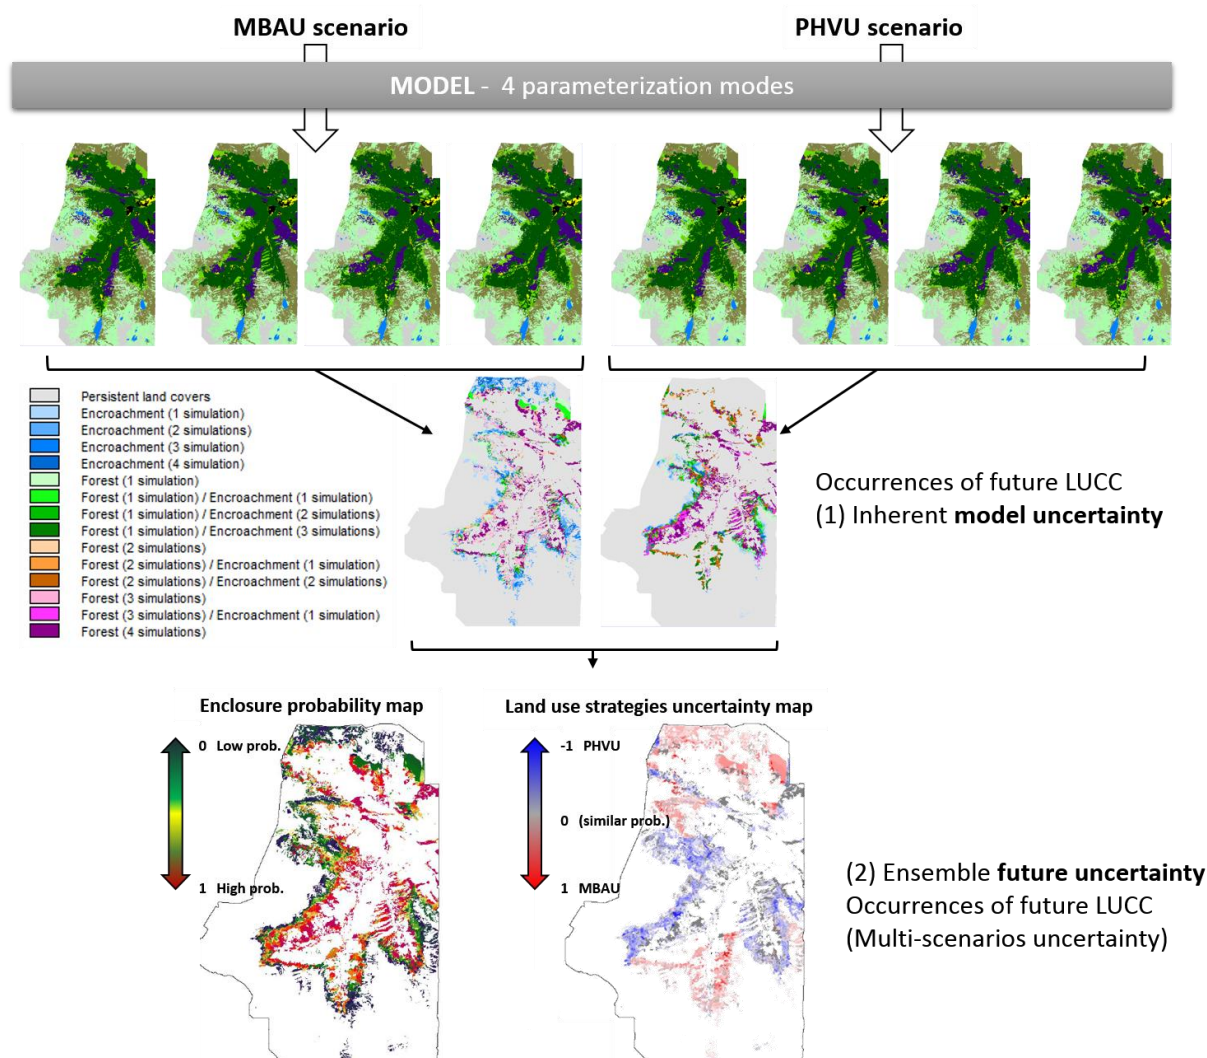 MBAU scenario
PHVU scenario
MODEL - 4 parameterization modes
Persistent land covers
Encroachment (1 simulation)
Encroachment (2 simulations)
Encroachment (3 simulation)
Encroachment (4 simulation)
Forest (1 simulation)
Forest (1 simulation) / Encroachment (1 simulation)
Forest (1 simulation) / Encroachment (2 simulations)
Forest (1 simulation) / Encroachment (3 simulations)
Forest (2 simulations)
Forest (2 simulations) / Encroachment (1 simulation)
Forest (2 simulations) / Encroachment (2 simulations)
Forest (3 simulations)
Forest (3 simulations) / Encroachment (1 simulation)
Forest (4 simulations)
Occurrences of future LUCC
(1) Inherent model uncertainty
Enclosure probability map
0 Low prob.
1 High prob.
Land use strategies uncertainty map
-1 PHVU
0 (similar prob.)
1 MBAU
(2) Ensemble future uncertainty
Occurrences of future LUCC
(Multi-scenarios uncertainty)